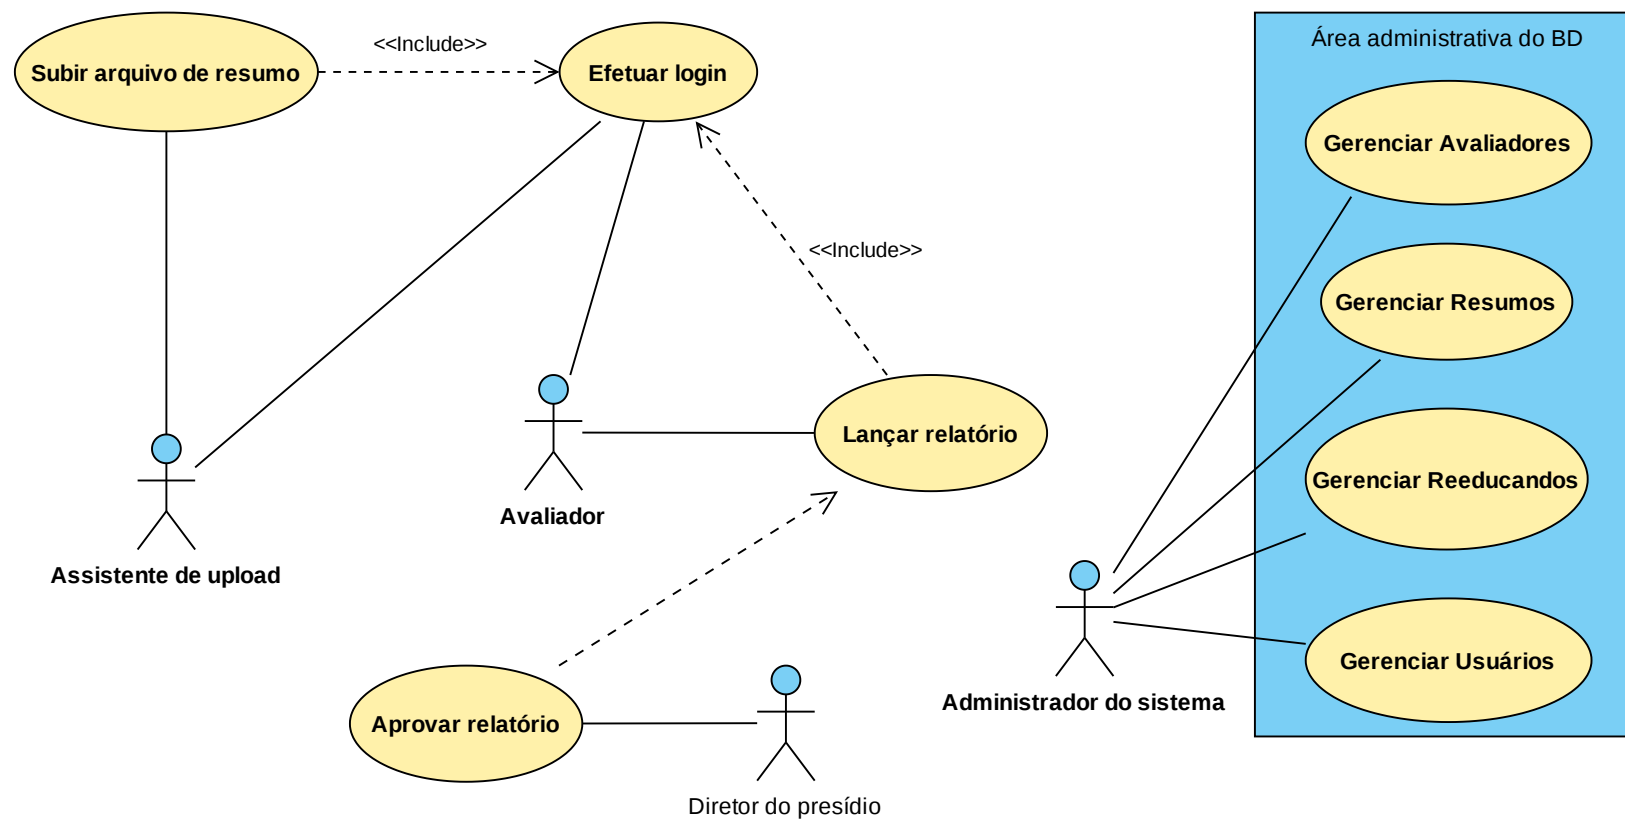 <<Include>>
Subir arquivo de resumo
Efetuar login
<<Include>>
Lançar relatório
Avaliador
Assistente de upload
Aprovar relatório
Diretor do presídio
Área administrativa do BD
Gerenciar Avaliadores
Gerenciar Resumos
Gerenciar Reeducandos
Gerenciar Usuários
Administrador do sistema